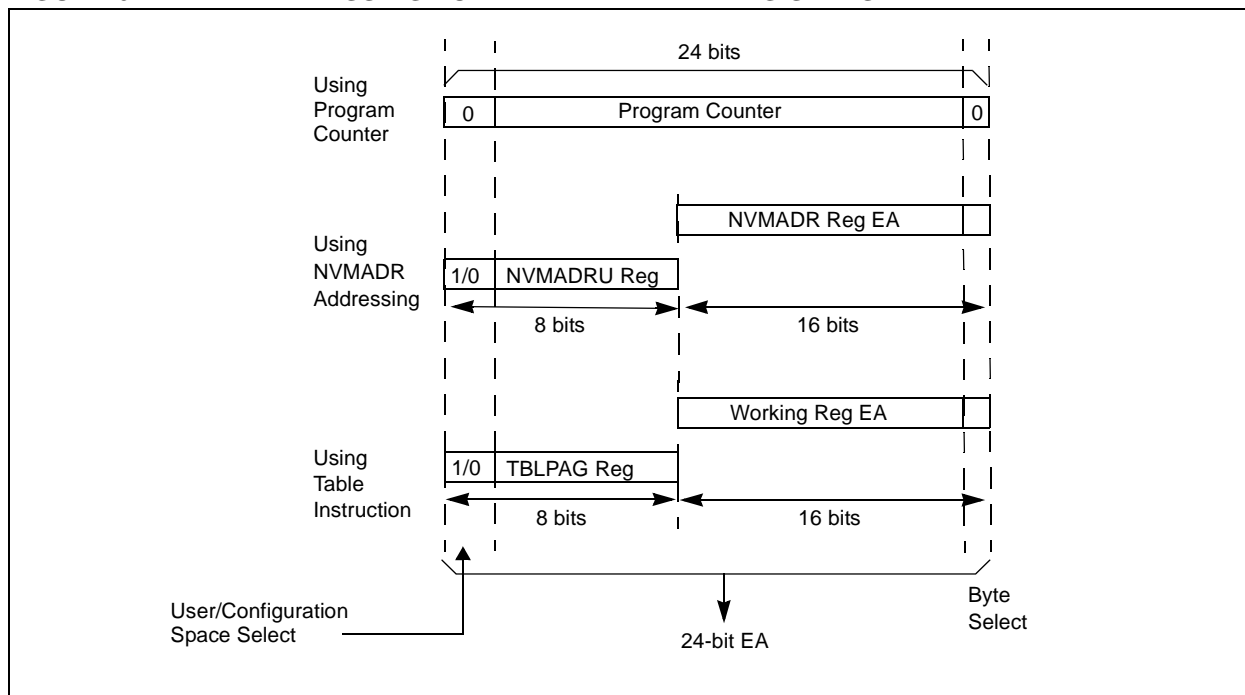 24 bits
Using
Program
Counter
0
Program Counter
0
NVMADR Reg EA
Using
NVMADR
Addressing
1/0
NVMADRU Reg
8 bits
16 bits
Working Reg EA
Using
Table
Instruction
1/0
TBLPAG Reg
8 bits
16 bits
User/Configuration
Space Select
24-bit EA
Byte
Select